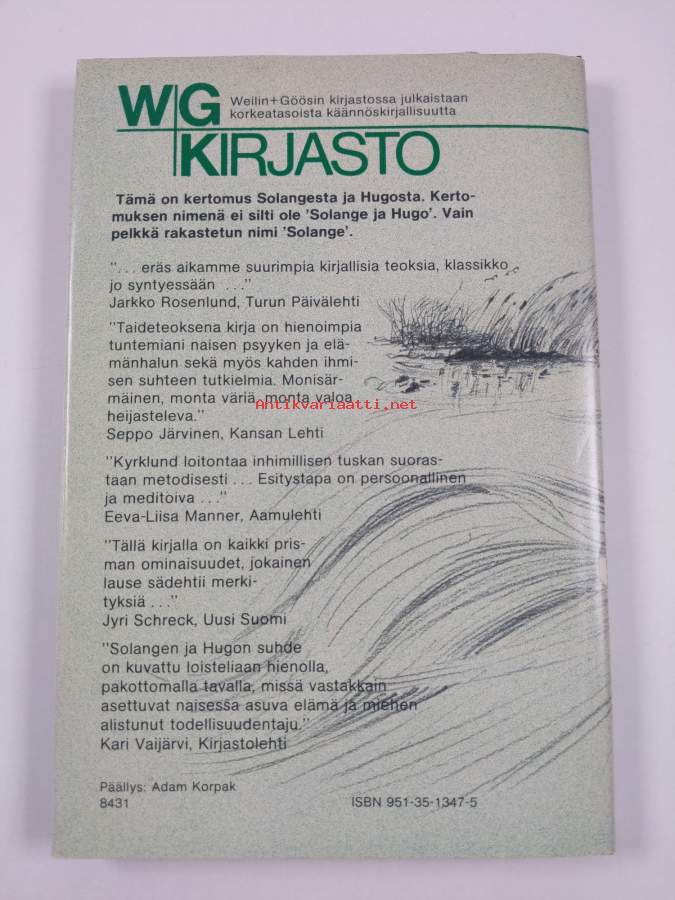 WG Weilin+Göösin kirjastossa julkaistaan
korkeatasoista käännöskirjallisuutta
KIRJASTO
Tämä on kertomus Solangesta ja Hugosta. Kerto-
muksen nimenä ei silti ole 'Solange ja Hugo'. Vain
pelkkä rakastetun nimi 'Solange'.
"... eräs aikamme suurimpia kirjallisia teoksia, klassikko
jo syntyessään ..."
Jarkko Rosenlund, Turun Päivälehti
"Taideteoksena kirja on hienoimpia
tuntemiani naisen psyyken ja elä-
mänhalun sekä myös kahden ihmi-
sen suhteen tutkielmia. Monisär-
mäinen, monta väriä, monta valoa
heijasteleva."
Antikvariaatti.net
Seppo Järvinen, Kansan Lehti
"Kyrklund loitontaa inhimillisen tuskan suoras-
taan metodisesti ... Esitystapa on persoonallinen
ja meditoiva ..."
Eeva-Liisa Manner, Aamulehti
"Tällä kirjalla on kaikki pris-
man ominaisuudet, jokainen
lause sädehtii merki-
tyksiä ..."
Jyri Schreck, Uusi Suomi
"Solangen ja Hugon suhde
on kuvattu loisteliaan hienolla,
pakottomalla tavalla, missä vastakkain
asettuvat naisessa asuva elämä ja miehen
alistunut todellisuudentaju."
Kari Vaijärvi, Kirjastolehti
Päällys: Adam Korpak
8431 ISBN 951-35-1347-5